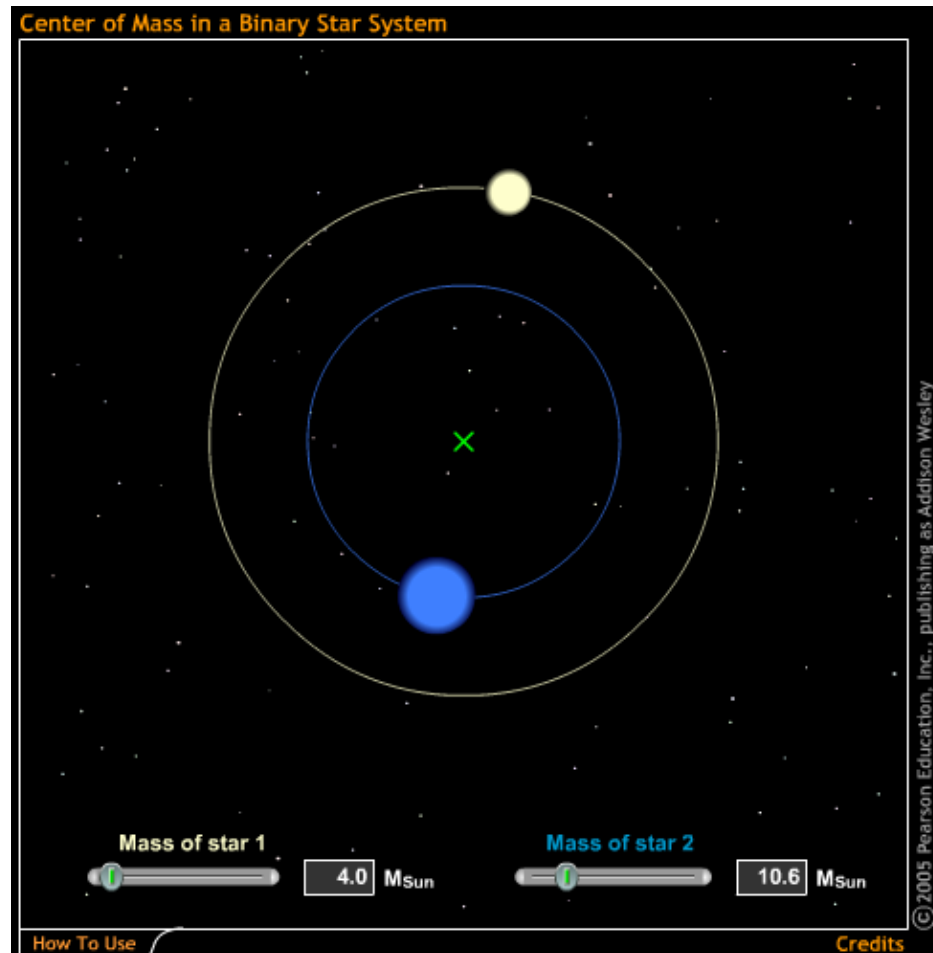 Center of Mass in a Binary Star System
©2005 Pearson Education, Inc., publishing as Addison Wesley
Mass of star 1
4.0 MSun
Mass of star 2
10.6 MSun
How To Use
Credits